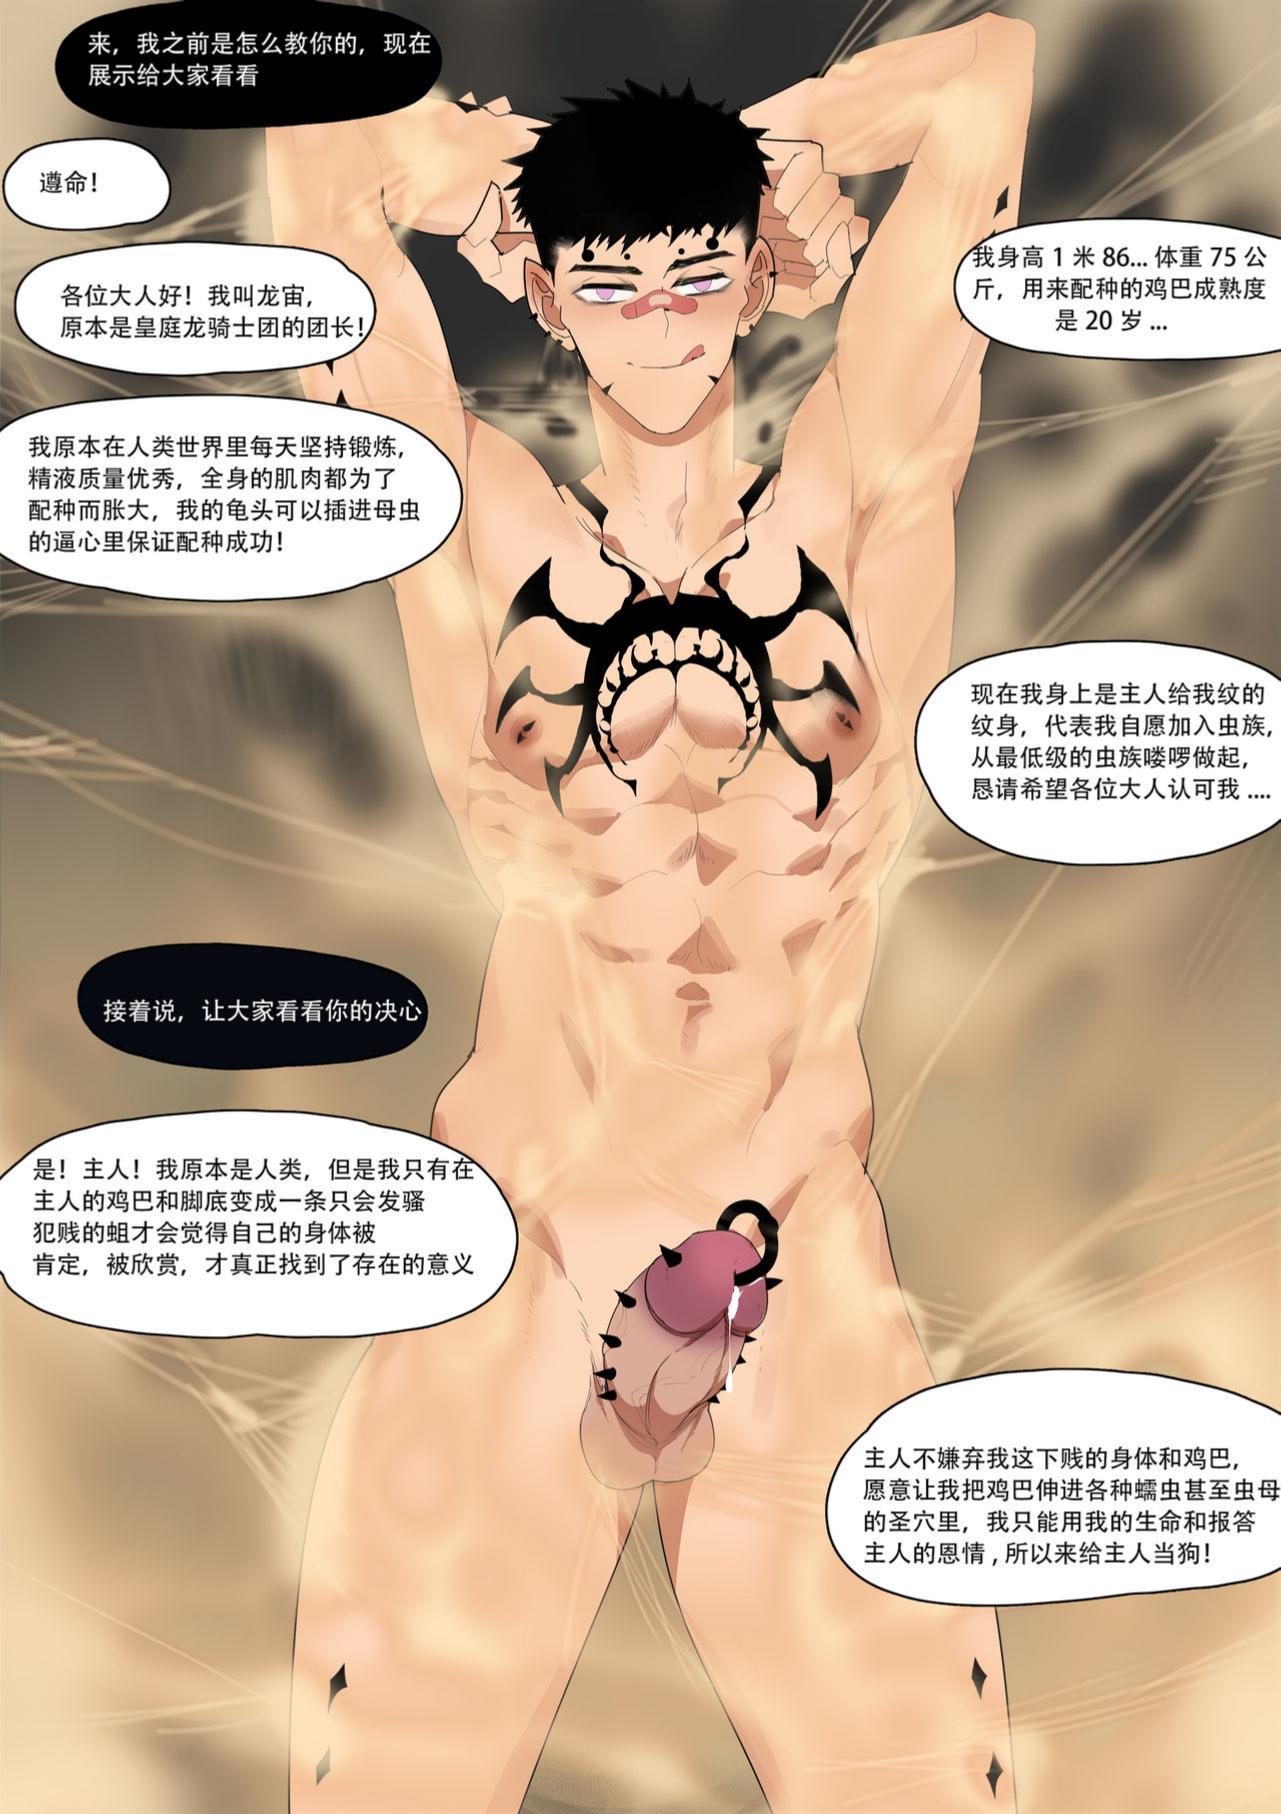 来，我之前是怎么教你的，现在
展示给大家看看
遵命！
各位大人好！我叫龙宙，
原本是皇庭龙骑士团的团长！
我身高 1 米 86... 体重 75 公
斤，用来配种的鸡巴成熟度
是 20 岁 ...
我原本在人类世界里每天坚持锻炼，
精液质量优秀，全身的肌肉都为了
配种而胀大，我的龟头可以插进母虫
的逼心里保证配种成功！
现在我身上是主人给我纹的
纹身，代表我自愿加入虫族，
从最低级的虫族喽啰做起，
恳请希望各位大人认可我 ....
接着说，让大家看看你的决心
是！主人！我原本是人类，但是我只有在
主人的鸡巴和脚底变成一条只会发骚
犯贱的蛆才会觉得自己的身体被
肯定，被欣赏，才真正找到了存在的意义
主人不嫌弃我这下贱的身体和鸡巴，
愿意让我把鸡巴伸进各种蠕虫甚至虫母
的圣穴里，我只能用我的生命和报答
主人的恩情 , 所以来给主人当狗！